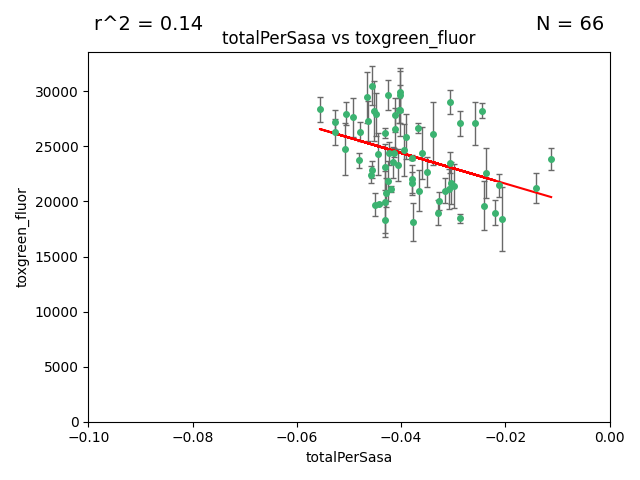 r^2 = 0.14
N = 66
totalPerSasa vs toxgreen_fluor
toxgreen_fluor
30000
25000
20000
15000
10000
5000
0
−0.10
−0.08
−0.06
−0.04
−0.02
0.00
totalPerSasa